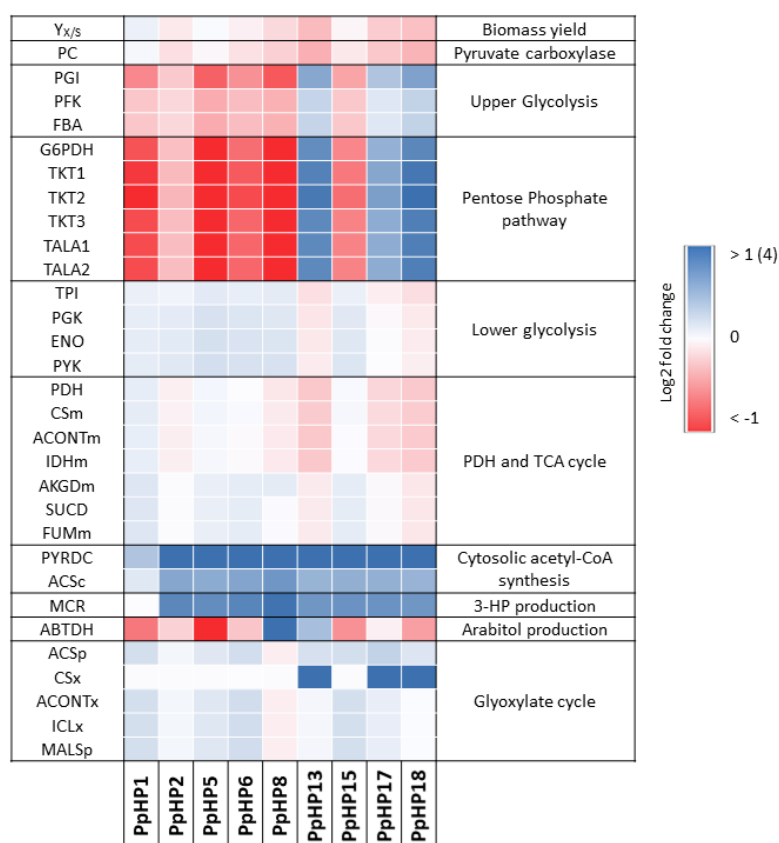 Yx/s Biomass yield
PC Pyruvate carboxylase
PGI
PFK Upper Glycolysis
FBA
G6PDH
TKT1
TKT2 Pentose Phosphate
TKT3 pathway
TALA1
TALA2
TPI
PGK Lower glycolysis
ENO
PYK
PDH
CSm
ACONTm
IDHm PDH and TCA cycle
AKGDm
SUCD
FUMm
PYRDC Cytosolic acetyl-CoA
ACSc synthesis
MCR 3-HP production
ABTDH Arabitol production
ACSp
CSx
ACONTx Glyoxylate cycle
ICLx
MALSp
PpHP1 PpHP2 PpHP5 PpHP6 PpHP8 PpHP13 PpHP15 PpHP17 PpHP18
Log2 fold change
> 1 (4)
0
< -1